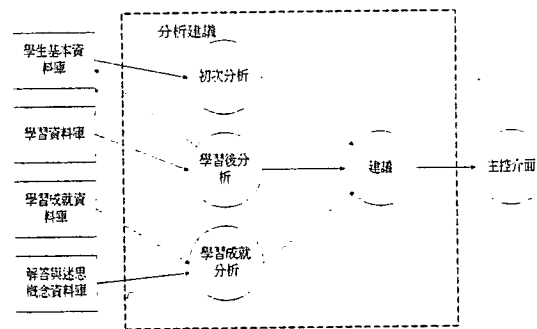 分析建議
學生基本資
料庫
初次分析
學習資料庫
學習後分
析
建議
主控介面
學習成就資
料庫
學習成就
分析
解答與迷思
概念資料庫